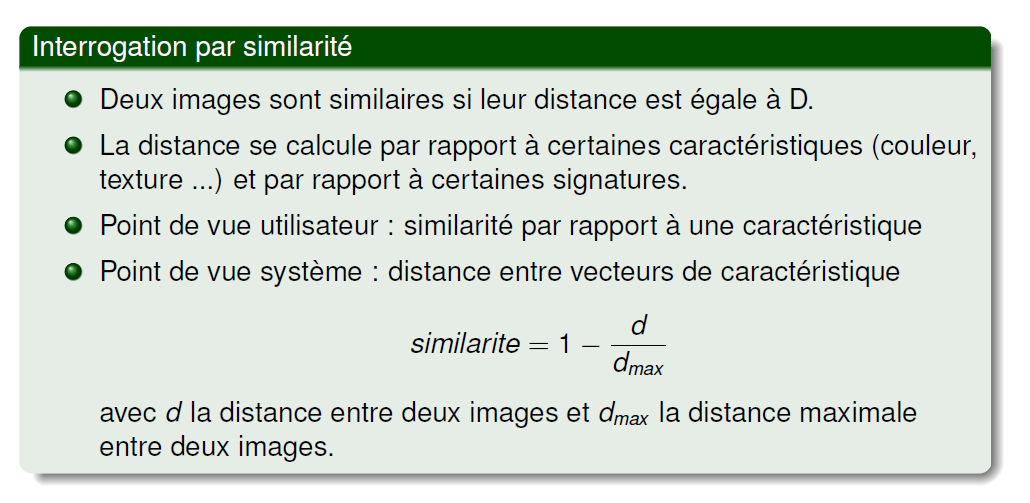 Interrogation par similarité
Deux images sont similaires si leur distance est égale à D.
La distance se calcule par rapport à certaines caractéristiques (couleur,
texture ...) et par rapport à certaines signatures.
Point de vue utilisateur : similarité par rapport à une caractéristique
Point de vue système : distance entre vecteurs de caractéristique
similarite = 1 − d / d_max
avec d la distance entre deux images et d_max la distance maximale
entre deux images.